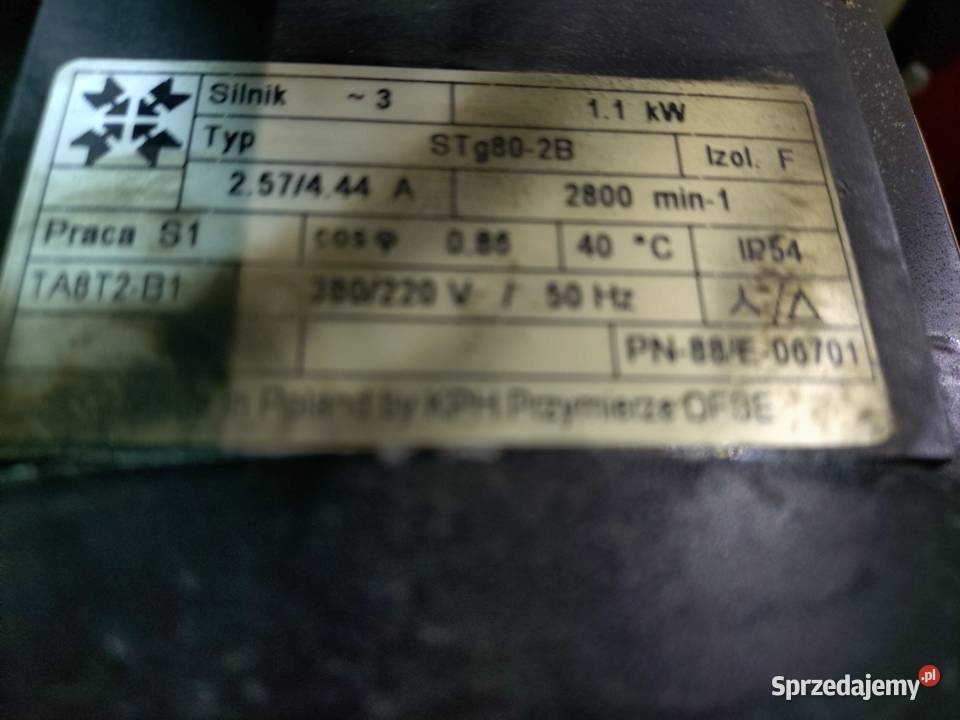 Silnik ~ 3 1.1 kW
Typ STg80-2B Izol. F
2.57/4.44 A 2800 min-1
Praca S1 cos φ 0.86 40 °C IP54
TA8T2-B1 380/220 V / 50 Hz
PN-88/E-06701
Poland by KPH Przymierze
Sprzedajemy.pl